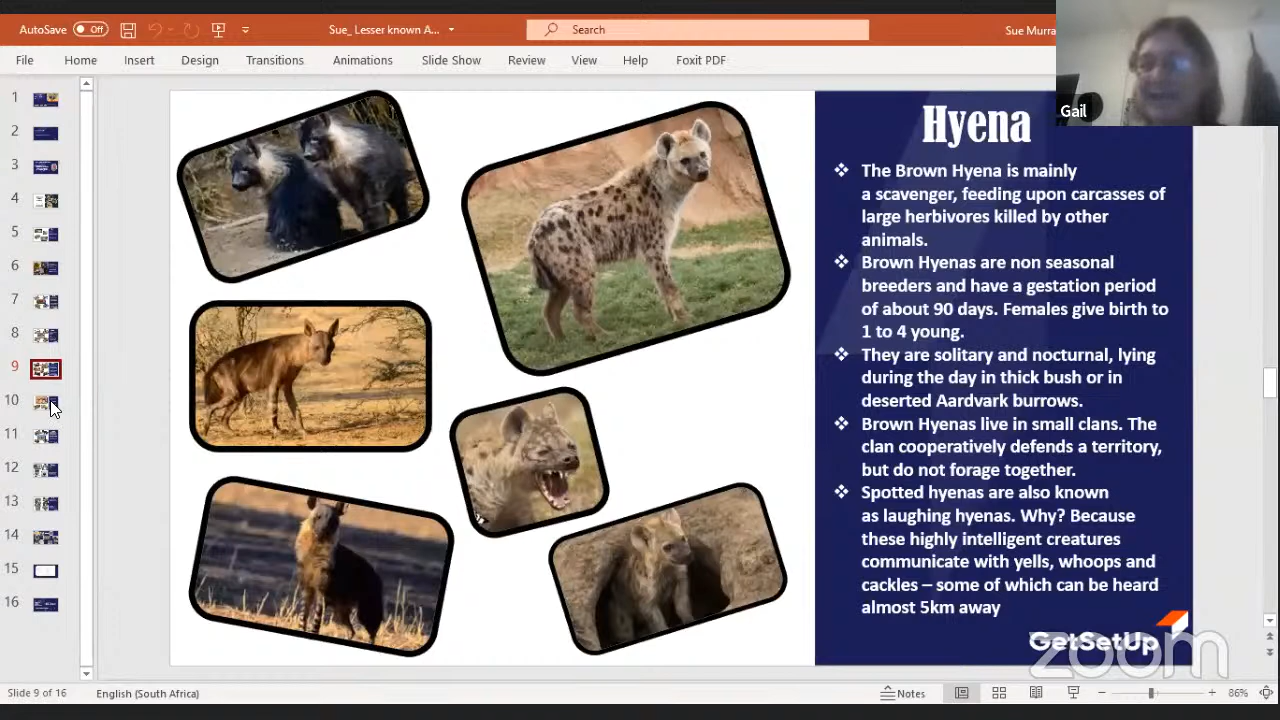 AutoSave Off Sue_ Lesser known A... Search Sue Murra
File Home Insert Design Transitions Animations Slide Show Review View Help Foxit PDF
Gail
1
2
3
4
5
6
7
8
9
10
11
12
13
14
15
16
Hyena
❖ The Brown Hyena is mainly
a scavenger, feeding upon carcasses of
large herbivores killed by other
animals.
❖ Brown Hyenas are non seasonal
breeders and have a gestation period
of about 90 days. Females give birth to
1 to 4 young.
❖ They are solitary and nocturnal, lying
during the day in thick bush or in
deserted Aardvark burrows.
❖ Brown Hyenas live in small clans. The
clan cooperatively defends a territory,
but do not forage together.
❖ Spotted hyenas are also known
as laughing hyenas. Why? Because
these highly intelligent creatures
communicate with yells, whoops and
cackles – some of which can be heard
almost 5km away
GetSetUp
zoom
Slide 9 of 16 English (South Africa) Notes 86%